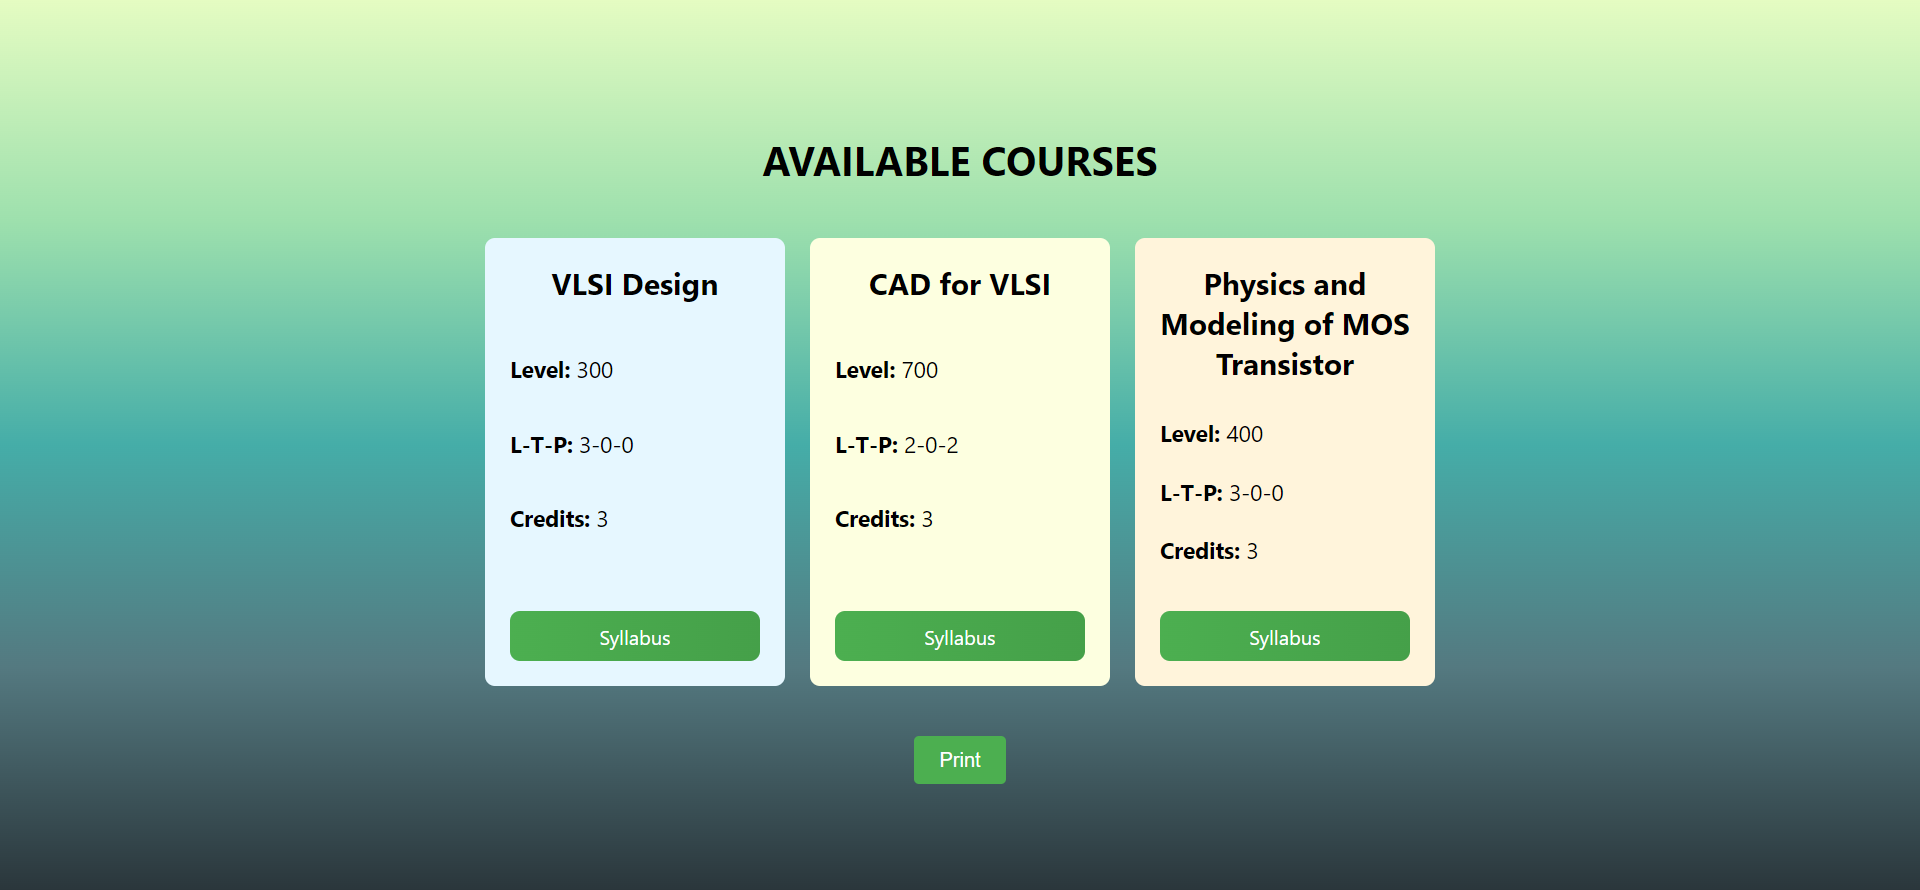 AVAILABLE COURSES
VLSI Design
Level: 300
L-T-P: 3-0-0
Credits: 3
Syllabus
CAD for VLSI
Level: 700
L-T-P: 2-0-2
Credits: 3
Syllabus
Physics and
Modeling of MOS
Transistor
Level: 400
L-T-P: 3-0-0
Credits: 3
Syllabus
Print